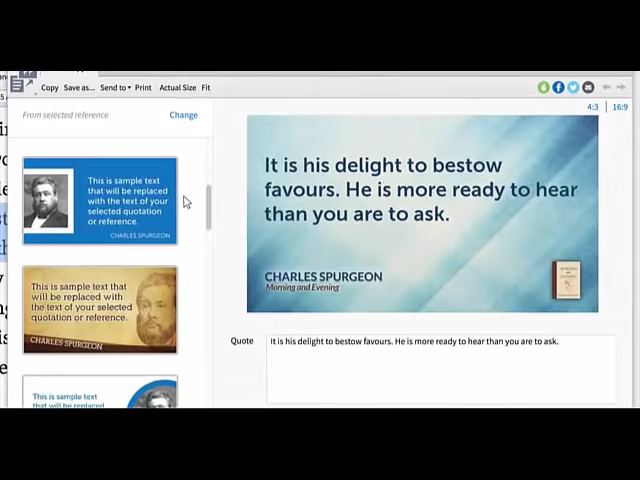 Copy Save as... Send to Print Actual Size Fit
4:3 16:9
From selected reference Change
This is sample text
that will be replaced
with the text of your
selected quotation
or reference.
CHARLES SPURGEON
This is sample text that
will be replaced with
the text of your selected
quotation or reference.
CHARLES SPURGEON
This is sample text
that will be replaced
It is his delight to bestow
favours. He is more ready to hear
than you are to ask.
CHARLES SPURGEON
Morning and Evening
Quote It is his delight to bestow favours. He is more ready to hear than you are to ask.